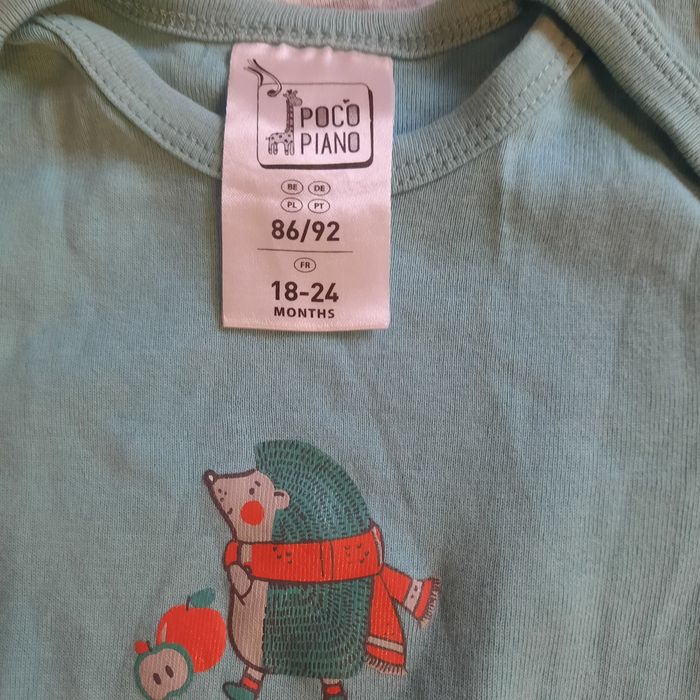 POCO
PIANO
BE DE
PL PT
86/92
FR
18-24
MONTHS